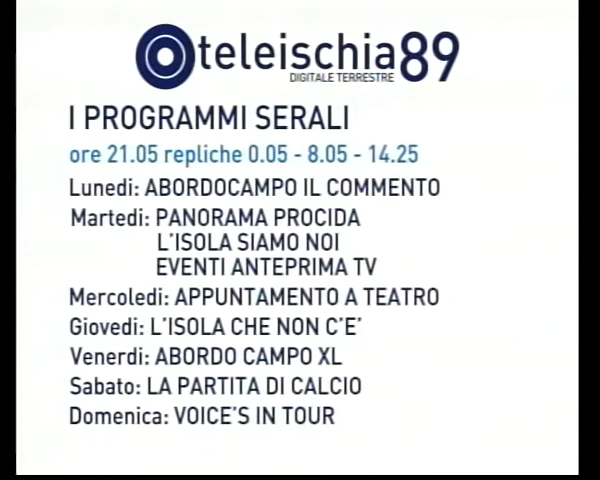 teleischia89
DIGITALE TERRESTRE
I PROGRAMMI SERALI
ore 21.05 repliche 0.05 - 8.05 - 14.25
Lunedi: ABORDOCAMPO IL COMMENTO
Martedi: PANORAMA PROCIDA
L'ISOLA SIAMO NOI
EVENTI ANTEPRIMA TV
Mercoledi: APPUNTAMENTO A TEATRO
Giovedi: L'ISOLA CHE NON C'E'
Venerdi: ABORDO CAMPO XL
Sabato: LA PARTITA DI CALCIO
Domenica: VOICE'S IN TOUR